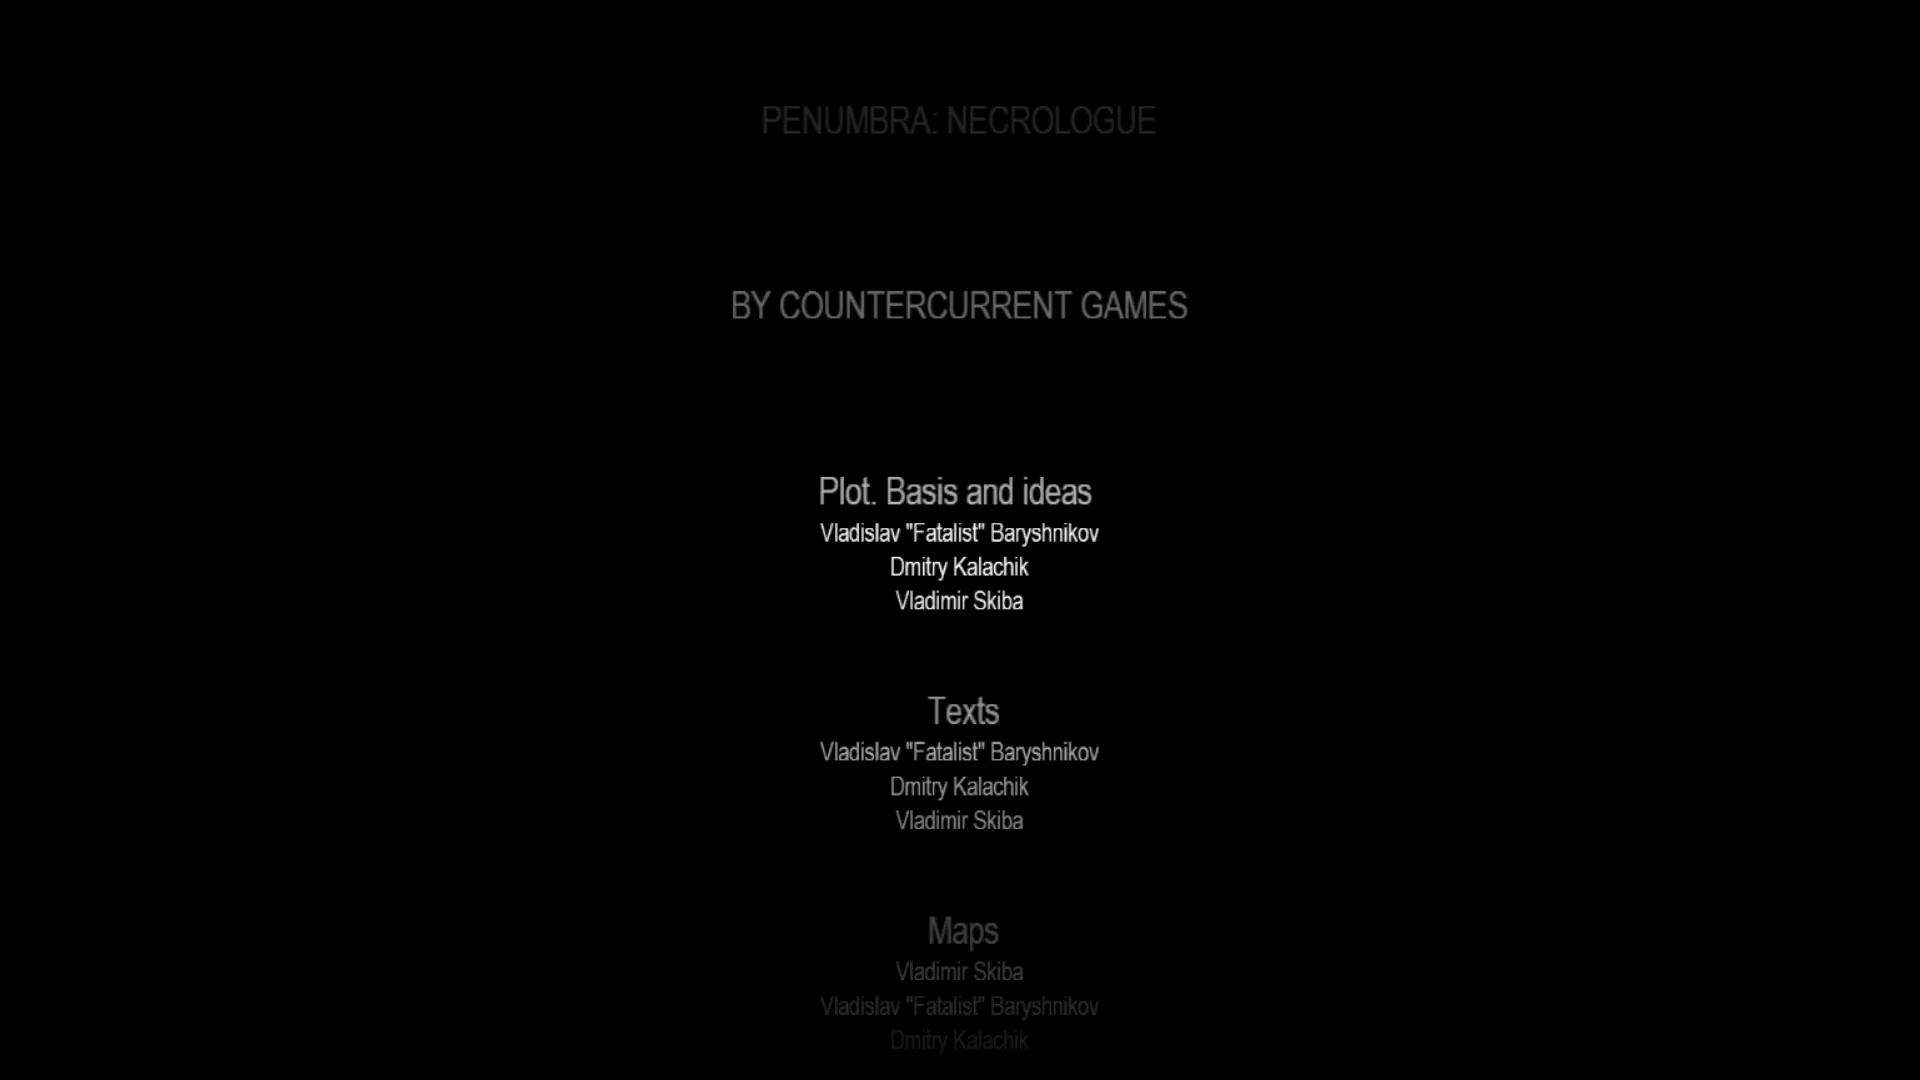 PENUMBRA: NECROLOGUE
BY COUNTERCURRENT GAMES
Plot. Basis and ideas
Vladislav "Fatalist" Baryshnikov
Dmitry Kalachik
Vladimir Skiba
Texts
Vladislav "Fatalist" Baryshnikov
Dmitry Kalachik
Vladimir Skiba
Maps
Vladimir Skiba
Vladislav "Fatalist" Baryshnikov
Dmitry Kalachik